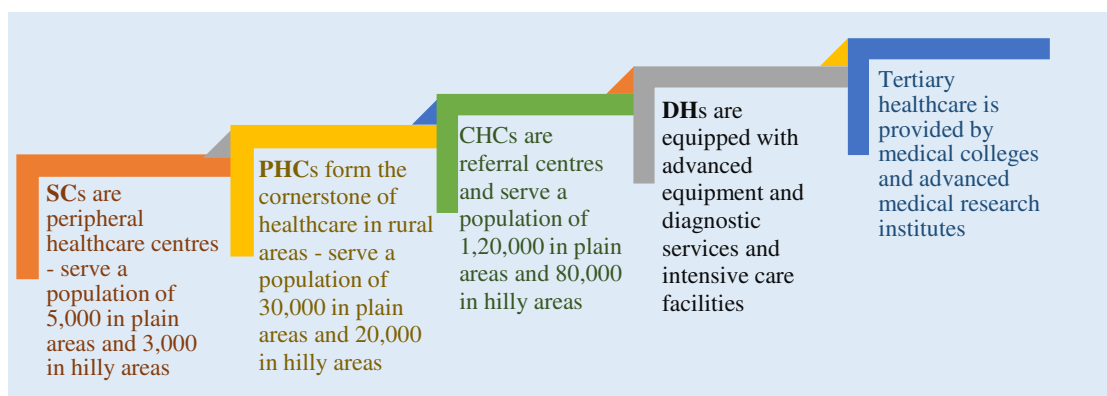 SCs are
peripheral
healthcare centres
- serve a
population of
5,000 in plain
areas and 3,000
in hilly areas
PHCs form the
cornerstone of
healthcare in rural
areas - serve a
population of
30,000 in plain
areas and 20,000
in hilly areas
CHCs are
referral centres
and serve a
population of
1,20,000 in plain
areas and 80,000
in hilly areas
DHs are
equipped with
advanced
equipment and
diagnostic
services and
intensive care
facilities
Tertiary
healthcare is
provided by
medical colleges
and advanced
medical research
institutes